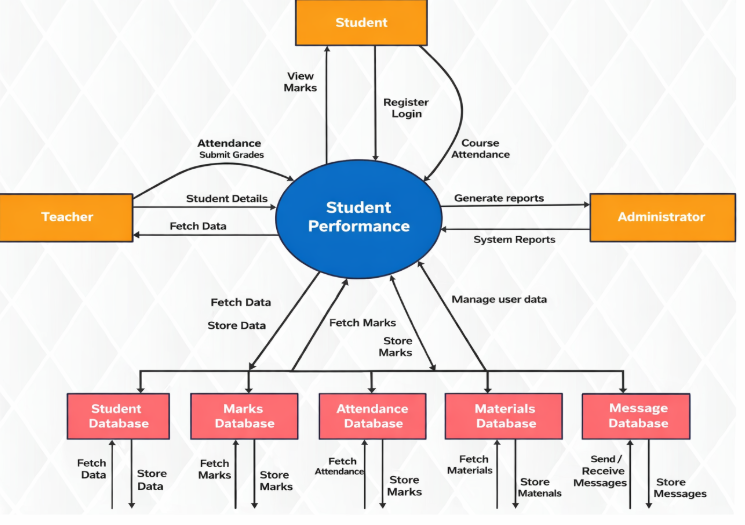 Student
View
Marks
Register
Login
Course
Attendance
Attendance
Submit Grades
Student Details
Fetch Data
Teacher
Student
Performance
Generate reports
System Reports
Administrator
Fetch Data
Store Data
Fetch Marks
Store
Marks
Manage user data
Student
Database
Marks
Database
Attendance
Database
Materials
Database
Message
Database
Fetch
Data
Store
Data
Fetch
Marks
Store
Marks
Fetch
Attendance
Store
Marks
Fetch
Materials
Store
Matenals
Send /
Receive
Messages
Store
Messages